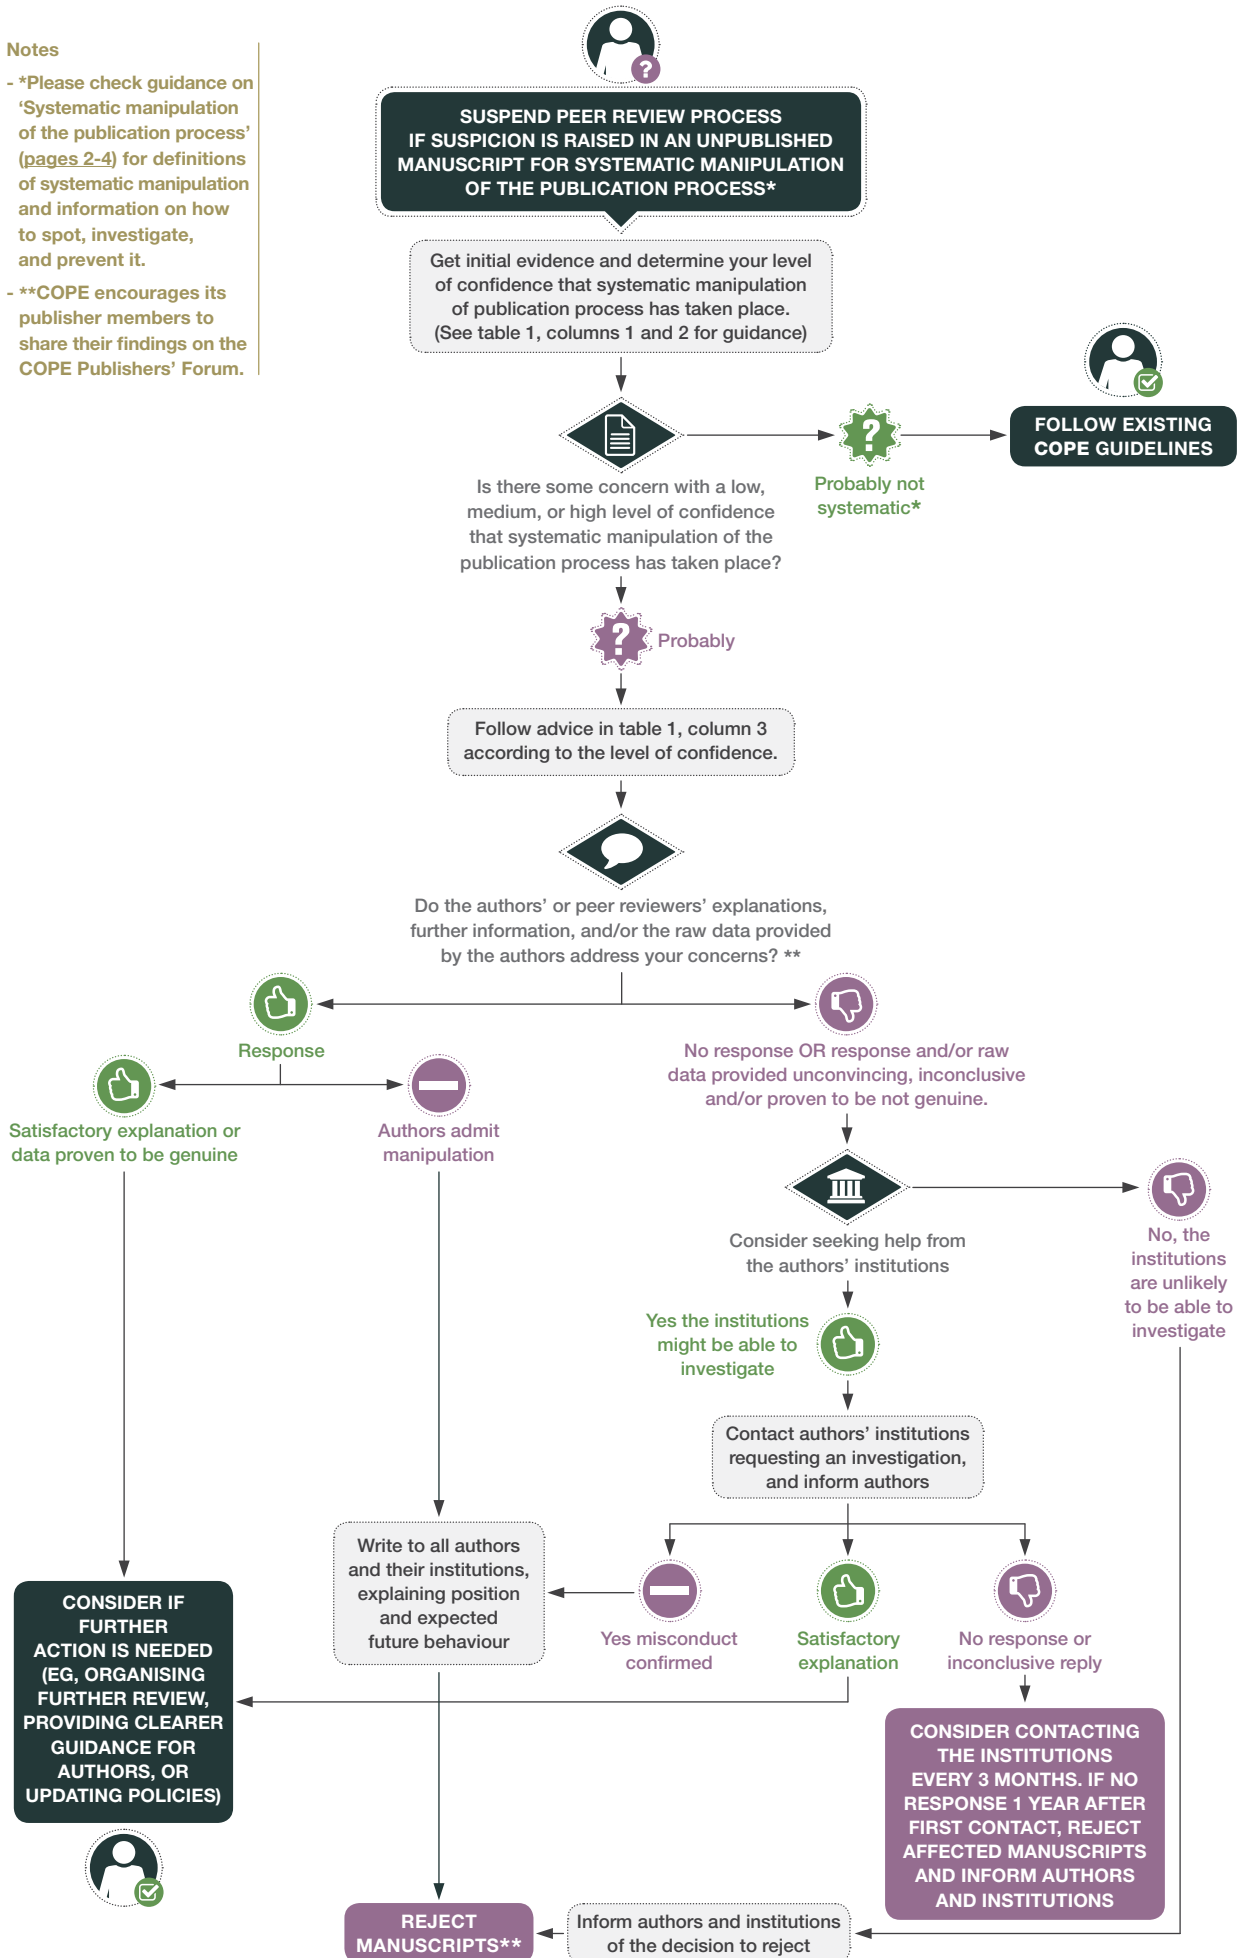 Notes
- *Please check guidance on
‘Systematic manipulation
of the publication process’
(pages 2-4) for definitions
of systematic manipulation
and information on how
to spot, investigate,
and prevent it.
- **COPE encourages its
publisher members to
share their findings on the
COPE Publishers’ Forum.
?
SUSPEND PEER REVIEW PROCESS
IF SUSPICION IS RAISED IN AN UNPUBLISHED
MANUSCRIPT FOR SYSTEMATIC MANIPULATION
OF THE PUBLICATION PROCESS*
Get initial evidence and determine your level
of confidence that systematic manipulation
of publication process has taken place.
(See table 1, columns 1 and 2 for guidance)
Is there some concern with a low,
medium, or high level of confidence
that systematic manipulation of the
publication process has taken place?
?
Probably not
systematic*
FOLLOW EXISTING
COPE GUIDELINES
?
Probably
Follow advice in table 1, column 3
according to the level of confidence.
Do the authors’ or peer reviewers’ explanations,
further information, and/or the raw data provided
by the authors address your concerns? **
Response
No response OR response and/or raw
data provided unconvincing, inconclusive
and/or proven to be not genuine.
Satisfactory explanation or
data proven to be genuine
Authors admit
manipulation
Consider seeking help from
the authors’ institutions
No, the
institutions
are unlikely
to be able to
investigate
Yes the institutions
might be able to
investigate
Contact authors’ institutions
requesting an investigation,
and inform authors
Write to all authors
and their institutions,
explaining position
and expected
future behaviour
Yes misconduct
confirmed
Satisfactory
explanation
No response or
inconclusive reply
CONSIDER IF
FURTHER
ACTION IS NEEDED
(EG, ORGANISING
FURTHER REVIEW,
PROVIDING CLEARER
GUIDANCE FOR
AUTHORS, OR
UPDATING POLICIES)
CONSIDER CONTACTING
THE INSTITUTIONS
EVERY 3 MONTHS. IF NO
RESPONSE 1 YEAR AFTER
FIRST CONTACT, REJECT
AFFECTED MANUSCRIPTS
AND INFORM AUTHORS
AND INSTITUTIONS
REJECT
MANUSCRIPTS**
Inform authors and institutions
of the decision to reject